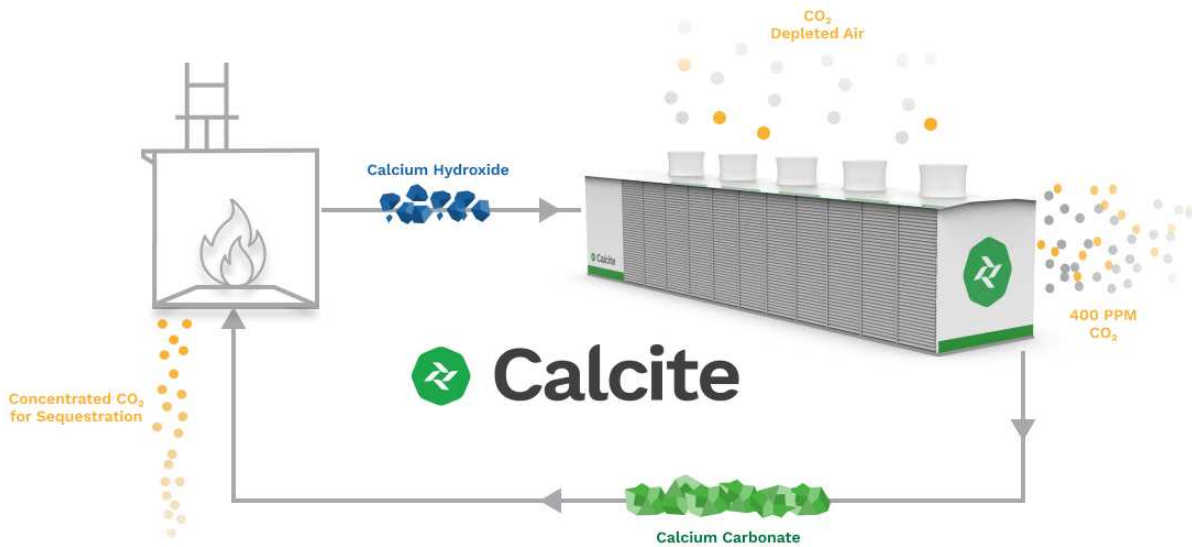 CO₂
Depleted Air
Calcium Hydroxide
Calcite
400 PPM
CO₂
Calcite
Concentrated CO₂
for Sequestration
Calcium Carbonate